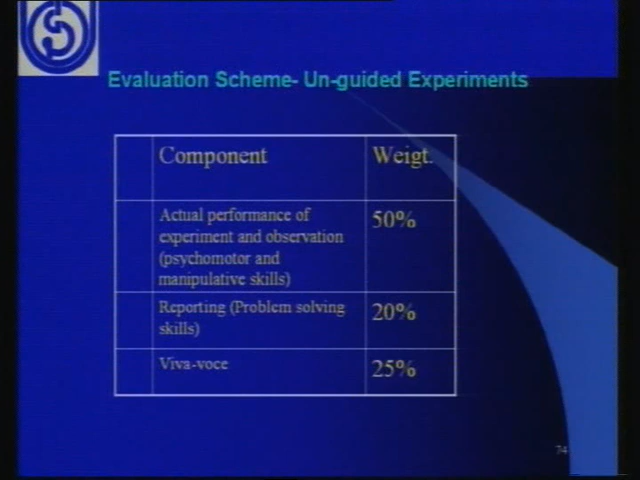 Evaluation Scheme- Un-guided Experiments
Component
Weigt.
Actual performance of
experiment and observation
(psychomotor and
manipulative skills)
50%
Reporting (Problem solving
skills)
20%
Viva-voce
25%
74